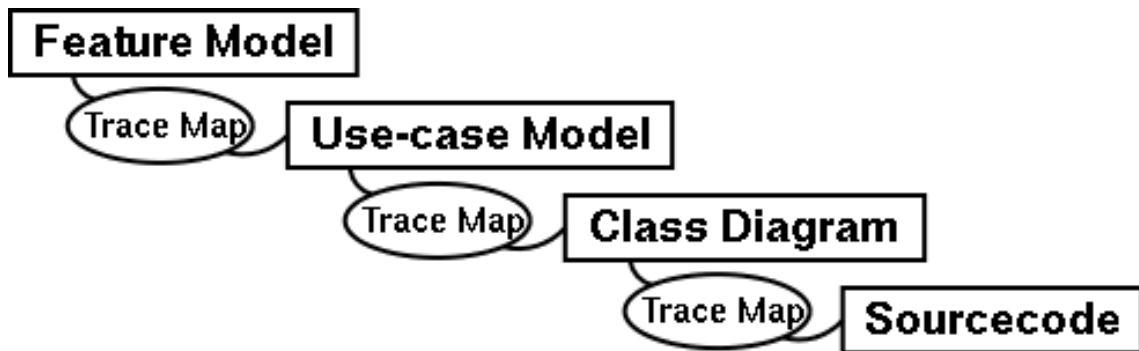 Feature Model
Trace Map
Use-case Model
Trace Map
Class Diagram
Trace Map
Sourcecode